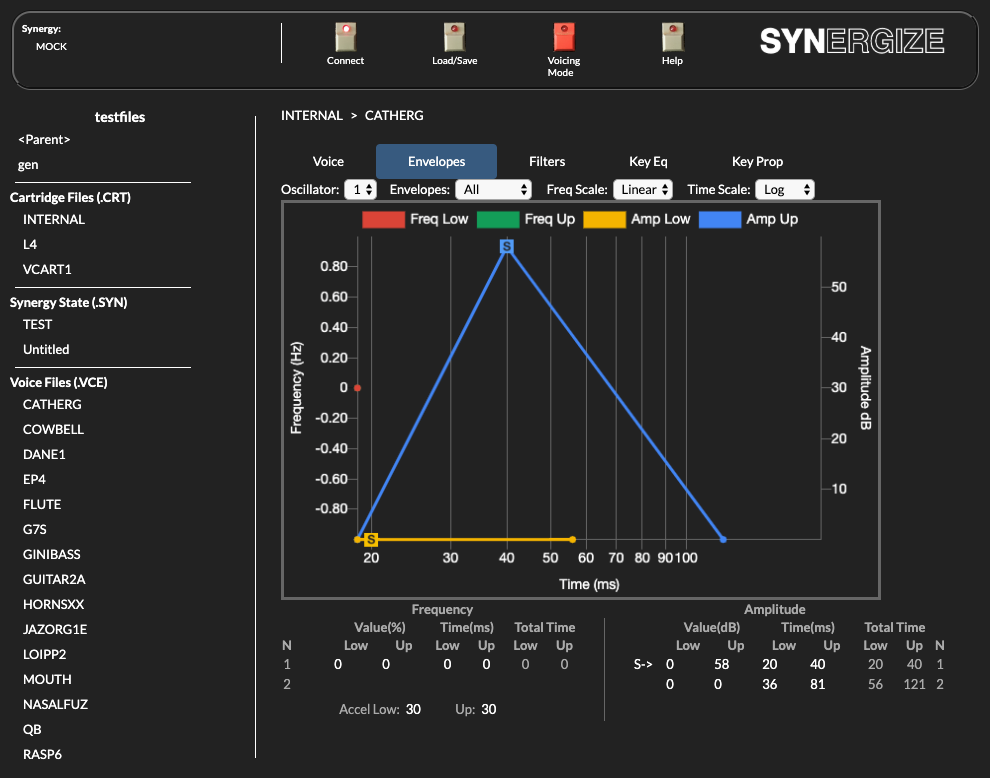 Synergy:
MOCK
Connect
Load/Save
Voicing
Mode
Help
SYNERGIZE
testfiles
<Parent>
gen
Cartridge Files (.CRT)
INTERNAL
L4
VCART1
Synergy State (.SYN)
TEST
Untitled
Voice Files (.VCE)
CATHERG
COWBELL
DANE1
EP4
FLUTE
G7S
GINIBASS
GUITAR2A
HORNSXX
JAZORG1E
LOIPP2
MOUTH
NASALFUZ
QB
RASP6
INTERNAL > CATHERG
Voice Envelopes Filters Key Eq Key Prop
Oscillator: 1 Envelopes: All Freq Scale: Linear Time Scale: Log
Freq Low Freq Up Amp Low Amp Up
Frequency (Hz)
0.80
0.60
0.40
0.20
0
-0.20
-0.40
-0.60
-0.80
S
S
50
40
30
20
10
Amplitude dB
20 30 40 50 60 70 80 90 100
Time (ms)
Frequency
Value(%) Time(ms) Total Time
N Low Up Low Up Low Up
1 0 0 0 0 0 0
2
Accel Low: 30 Up: 30
Amplitude
Value(dB) Time(ms) Total Time
Low Up Low Up Low Up N
S-> 0 58 20 40 20 40 1
0 0 36 81 56 121 2